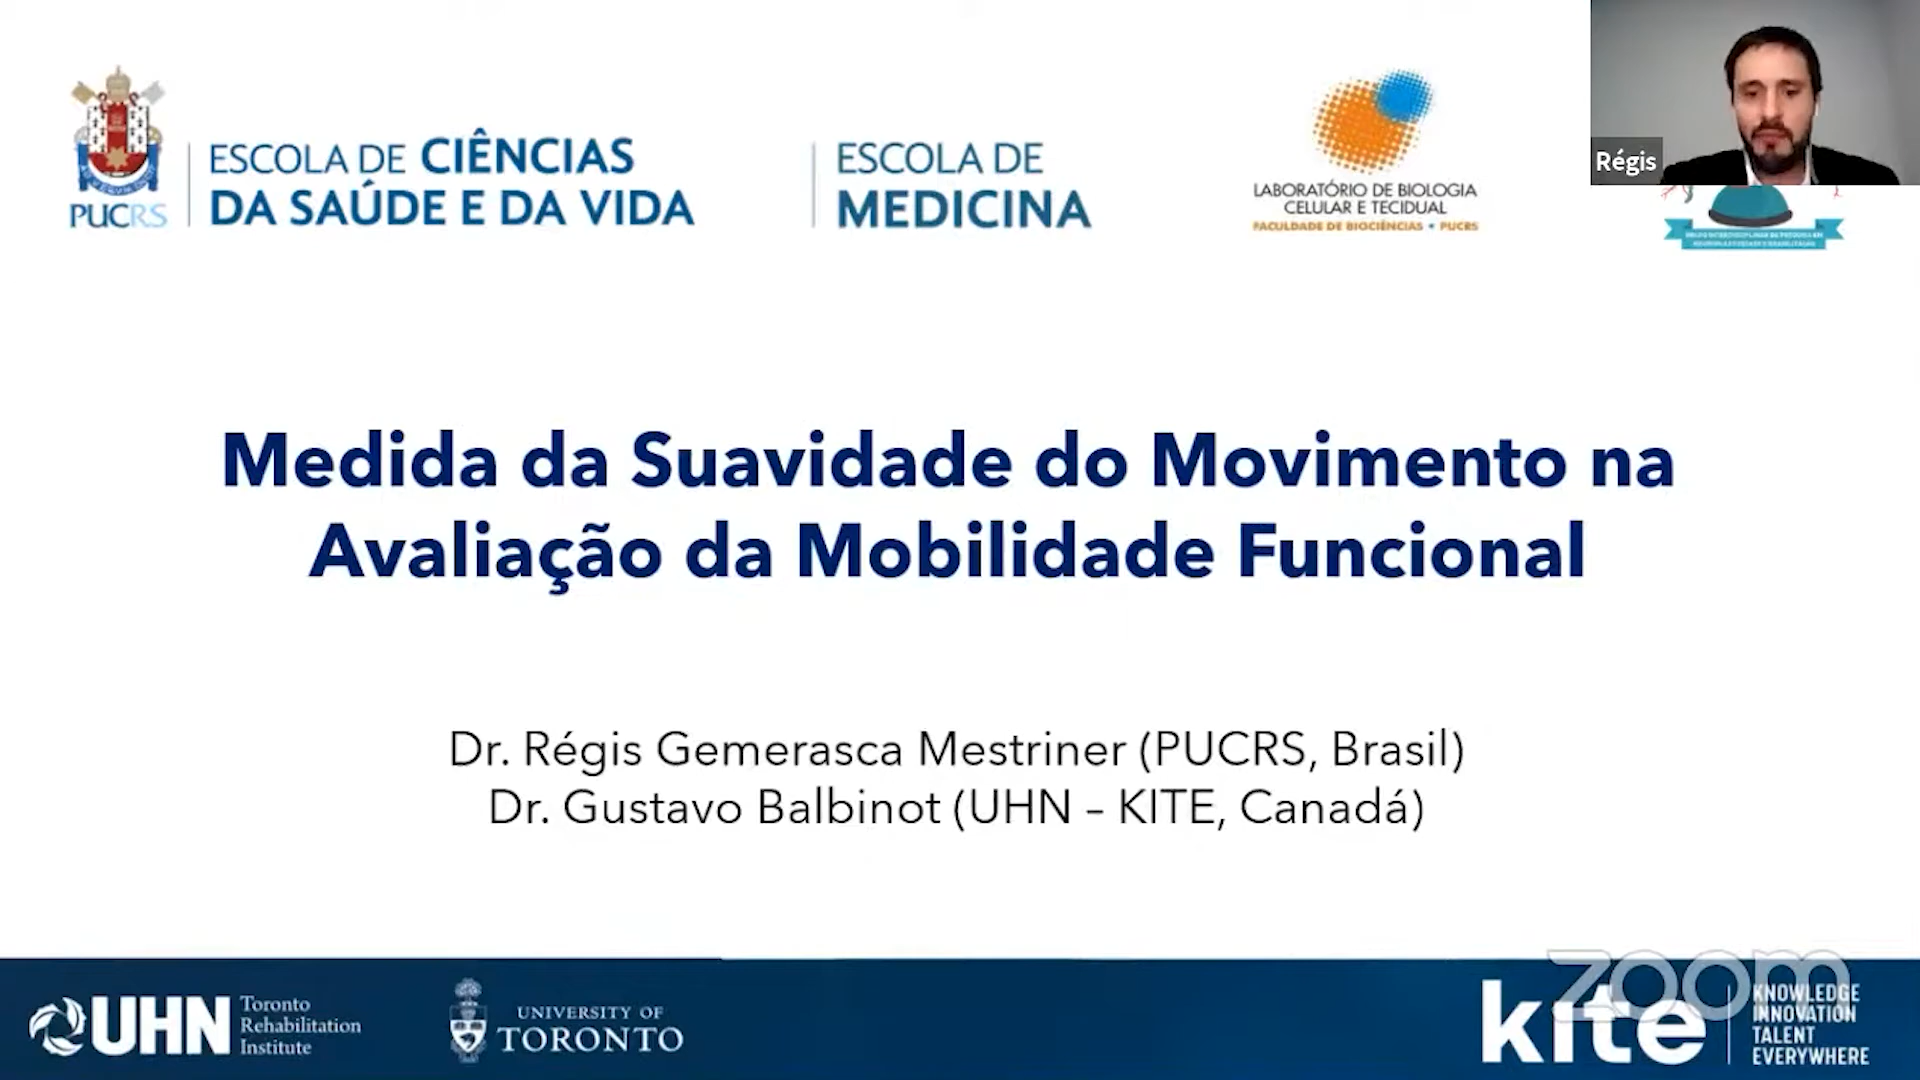 PUCRS
ESCOLA DE CIÊNCIAS
DA SAÚDE E DA VIDA
ESCOLA DE
MEDICINA
LABORATÓRIO DE BIOLOGIA
CELULAR E TECIDUAL
FACULDADE DE BIOCIÊNCIAS • PUCRS
Régis
Medida da Suavidade do Movimento na
Avaliação da Mobilidade Funcional
Dr. Régis Gemerasca Mestriner (PUCRS, Brasil)
Dr. Gustavo Balbinot (UHN – KITE, Canadá)
UHN
Toronto
Rehabilitation
Institute
UNIVERSITY OF
TORONTO
kite
KNOWLEDGE
INNOVATION
TALENT
EVERYWHERE
zoom